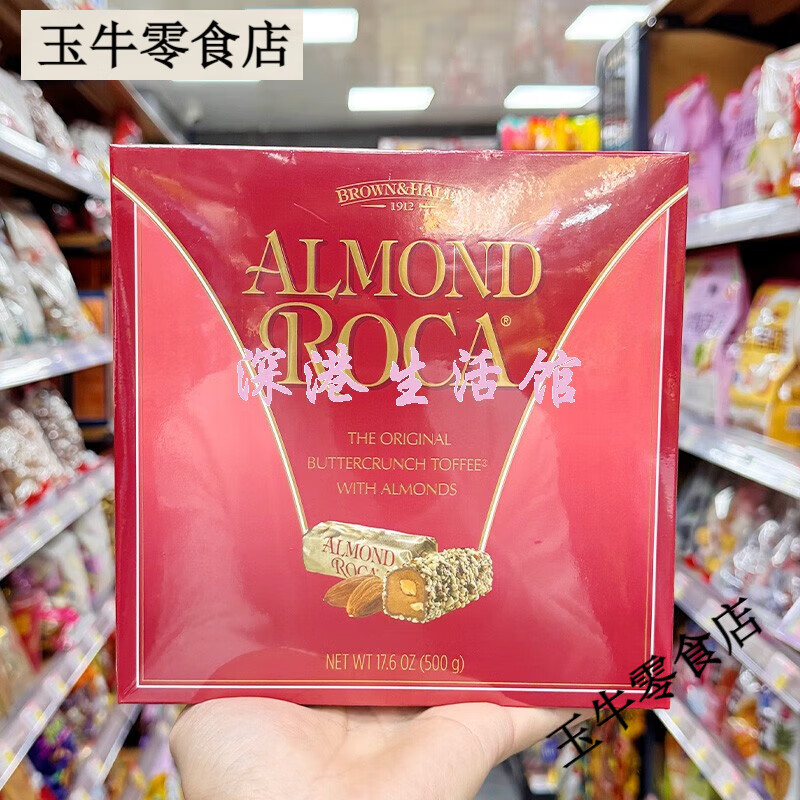 玉牛零食店
BROWN&HALEY
1912
ALMOND
ROCA®
深港生活馆
THE ORIGINAL
BUTTERCRUNCH TOFFEE®
WITH ALMONDS
ALMOND
ROCA
NET WT 17.6 OZ (500 g)
玉牛零食店